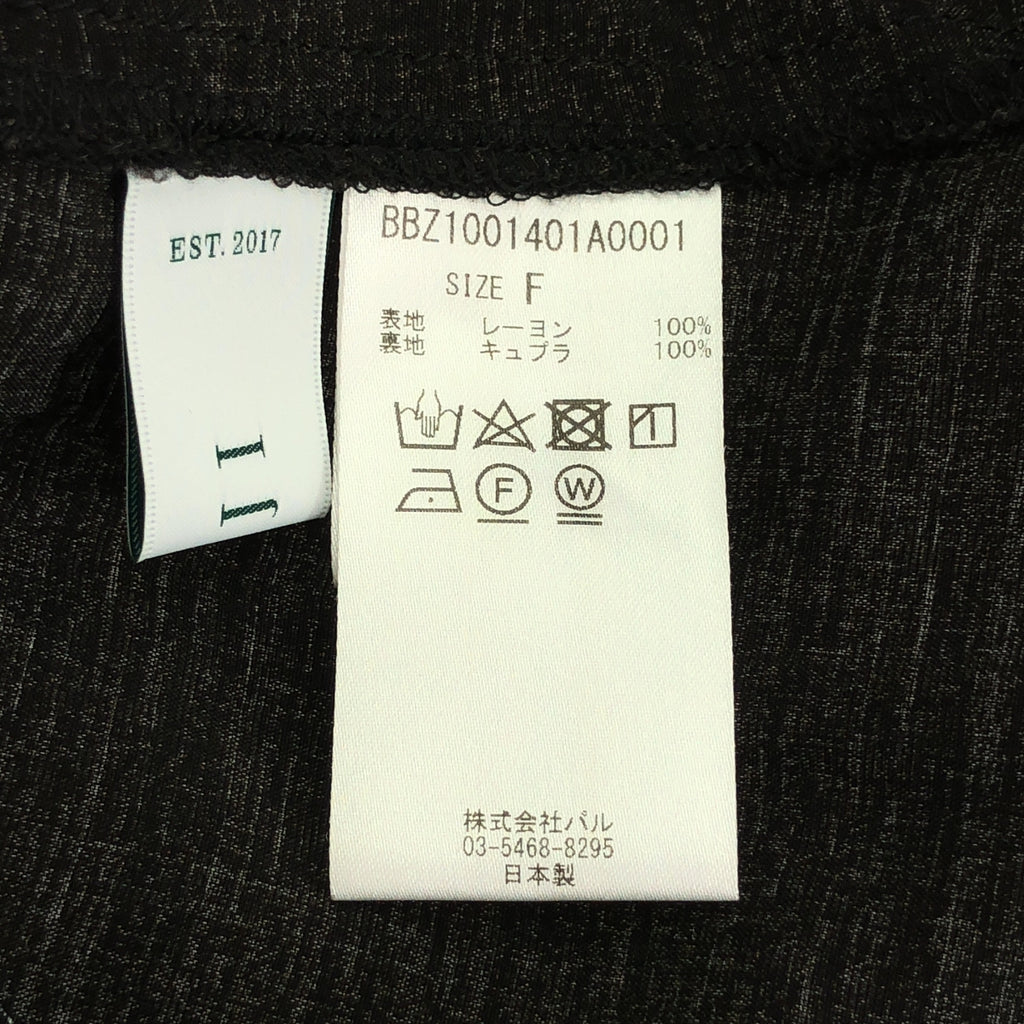 EST. 2017
BBZ1001401A0001
SIZE F
表地 レーヨン 100%
裏地 キュプラ 100%
F W
株式会社パル
03-5468-8295
日本製